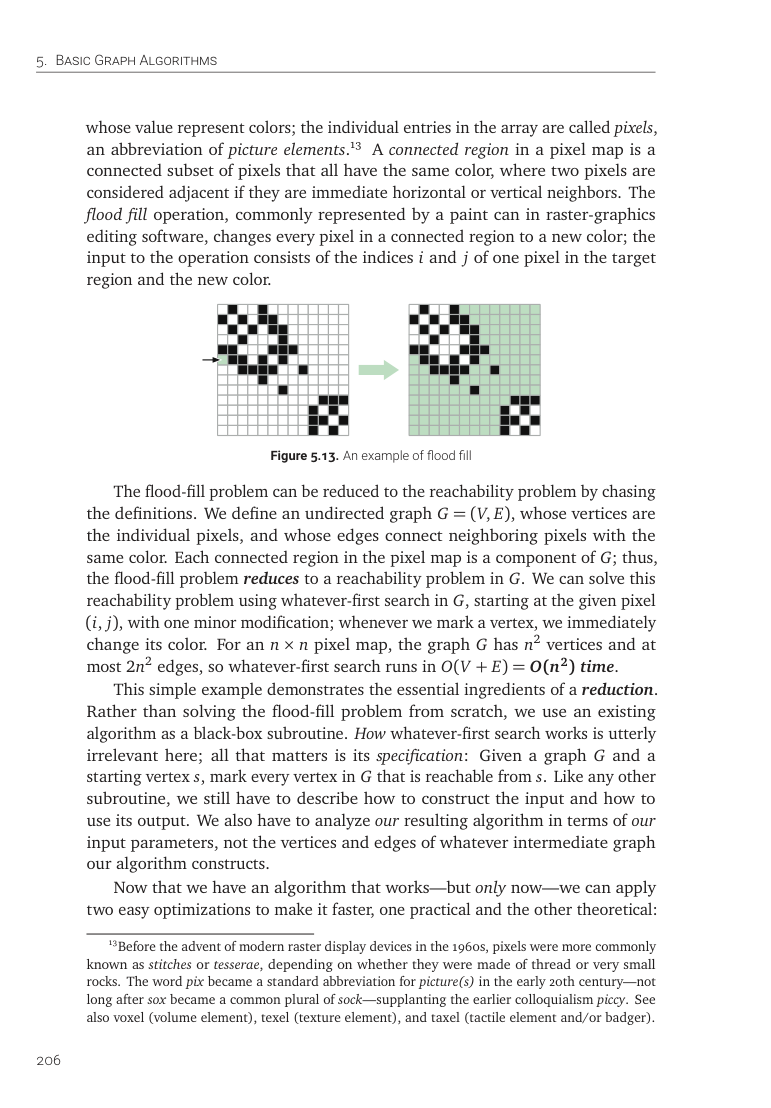 5. Basic Graph Algorithms
whose value represent colors; the individual entries in the array are called pixels,
an abbreviation of picture elements.¹³ A connected region in a pixel map is a
connected subset of pixels that all have the same color, where two pixels are
considered adjacent if they are immediate horizontal or vertical neighbors. The
flood fill operation, commonly represented by a paint can in raster-graphics
editing software, changes every pixel in a connected region to a new color; the
input to the operation consists of the indices i and j of one pixel in the target
region and the new color.
Figure 5.13. An example of flood fill
The flood-fill problem can be reduced to the reachability problem by chasing
the definitions. We define an undirected graph G = (V, E), whose vertices are
the individual pixels, and whose edges connect neighboring pixels with the
same color. Each connected region in the pixel map is a component of G; thus,
the flood-fill problem reduces to a reachability problem in G. We can solve this
reachability problem using whatever-first search in G, starting at the given pixel
(i, j), with one minor modification; whenever we mark a vertex, we immediately
change its color. For an n × n pixel map, the graph G has n² vertices and at
most 2n² edges, so whatever-first search runs in O(V + E) = O(n²) time.
This simple example demonstrates the essential ingredients of a reduction.
Rather than solving the flood-fill problem from scratch, we use an existing
algorithm as a black-box subroutine. How whatever-first search works is utterly
irrelevant here; all that matters is its specification: Given a graph G and a
starting vertex s, mark every vertex in G that is reachable from s. Like any other
subroutine, we still have to describe how to construct the input and how to
use its output. We also have to analyze our resulting algorithm in terms of our
input parameters, not the vertices and edges of whatever intermediate graph
our algorithm constructs.
Now that we have an algorithm that works—but only now—we can apply
two easy optimizations to make it faster, one practical and the other theoretical:
¹³Before the advent of modern raster display devices in the 1960s, pixels were more commonly
known as stitches or tesserae, depending on whether they were made of thread or very small
rocks. The word pix became a standard abbreviation for picture(s) in the early 20th century—not
long after sox became a common plural of sock—supplanting the earlier colloquialism piccy. See
also voxel (volume element), texel (texture element), and taxel (tactile element and/or badger).
206